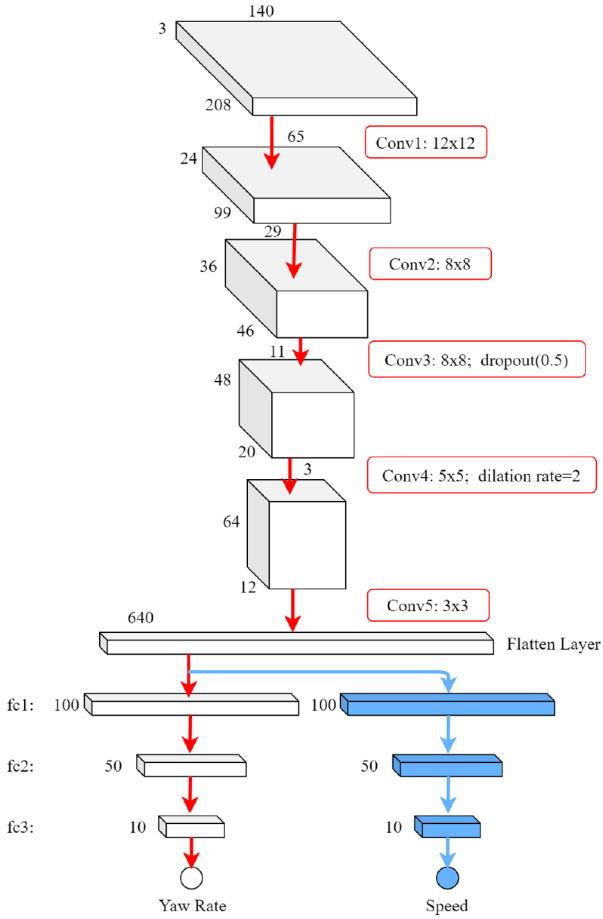 140
3
208
65
Conv1: 12x12
24
99
29
Conv2: 8x8
36
46
11
Conv3: 8x8; dropout(0.5)
48
20
3
Conv4: 5x5; dilation rate=2
64
12
Conv5: 3x3
640
Flatten Layer
fc1: 100 100
fc2: 50 50
fc3: 10 10
Yaw Rate Speed